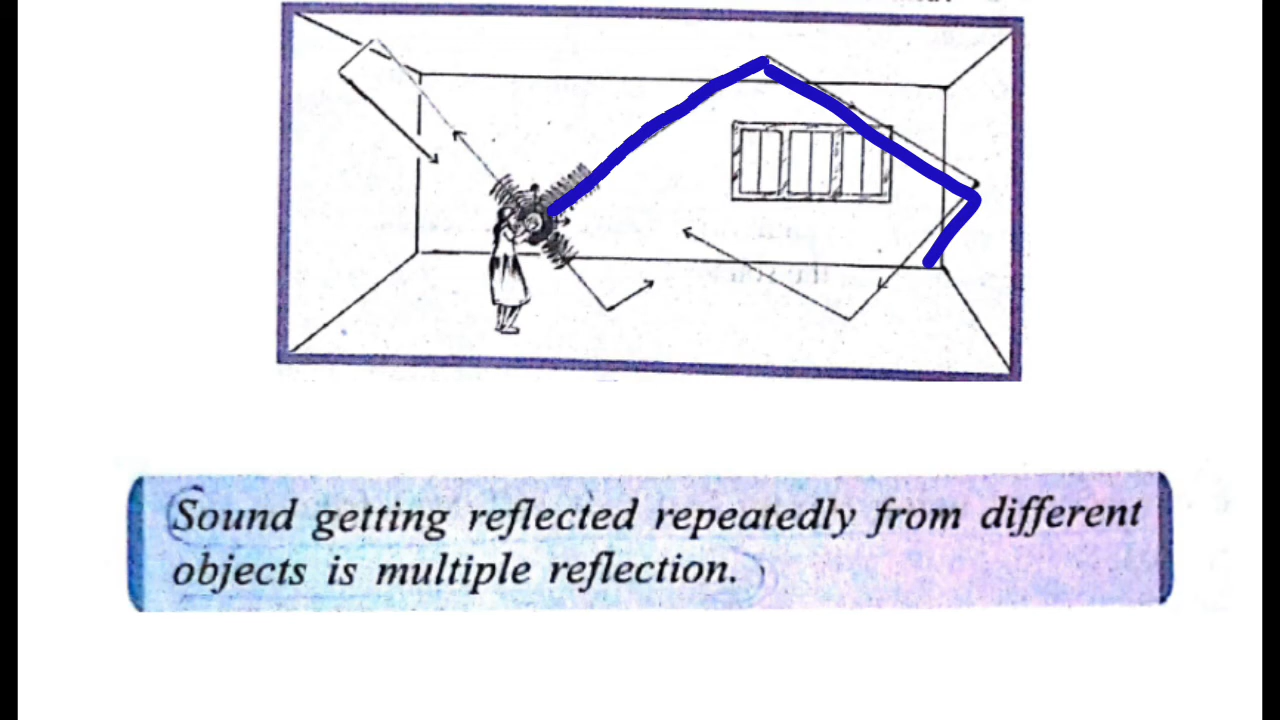 Sound getting reflected repeatedly from different
objects is multiple reflection.